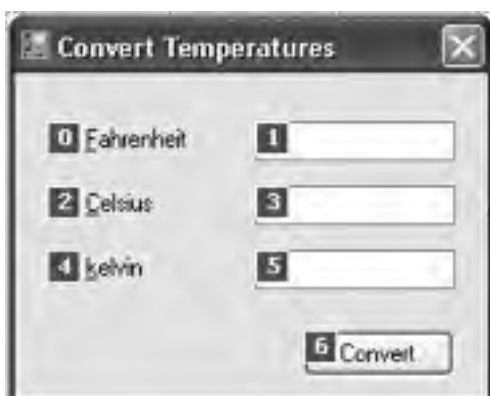 Convert Temperatures
0 Fahrenheit 1
2 Celsius 3
4 kelvin 5
6 Convert